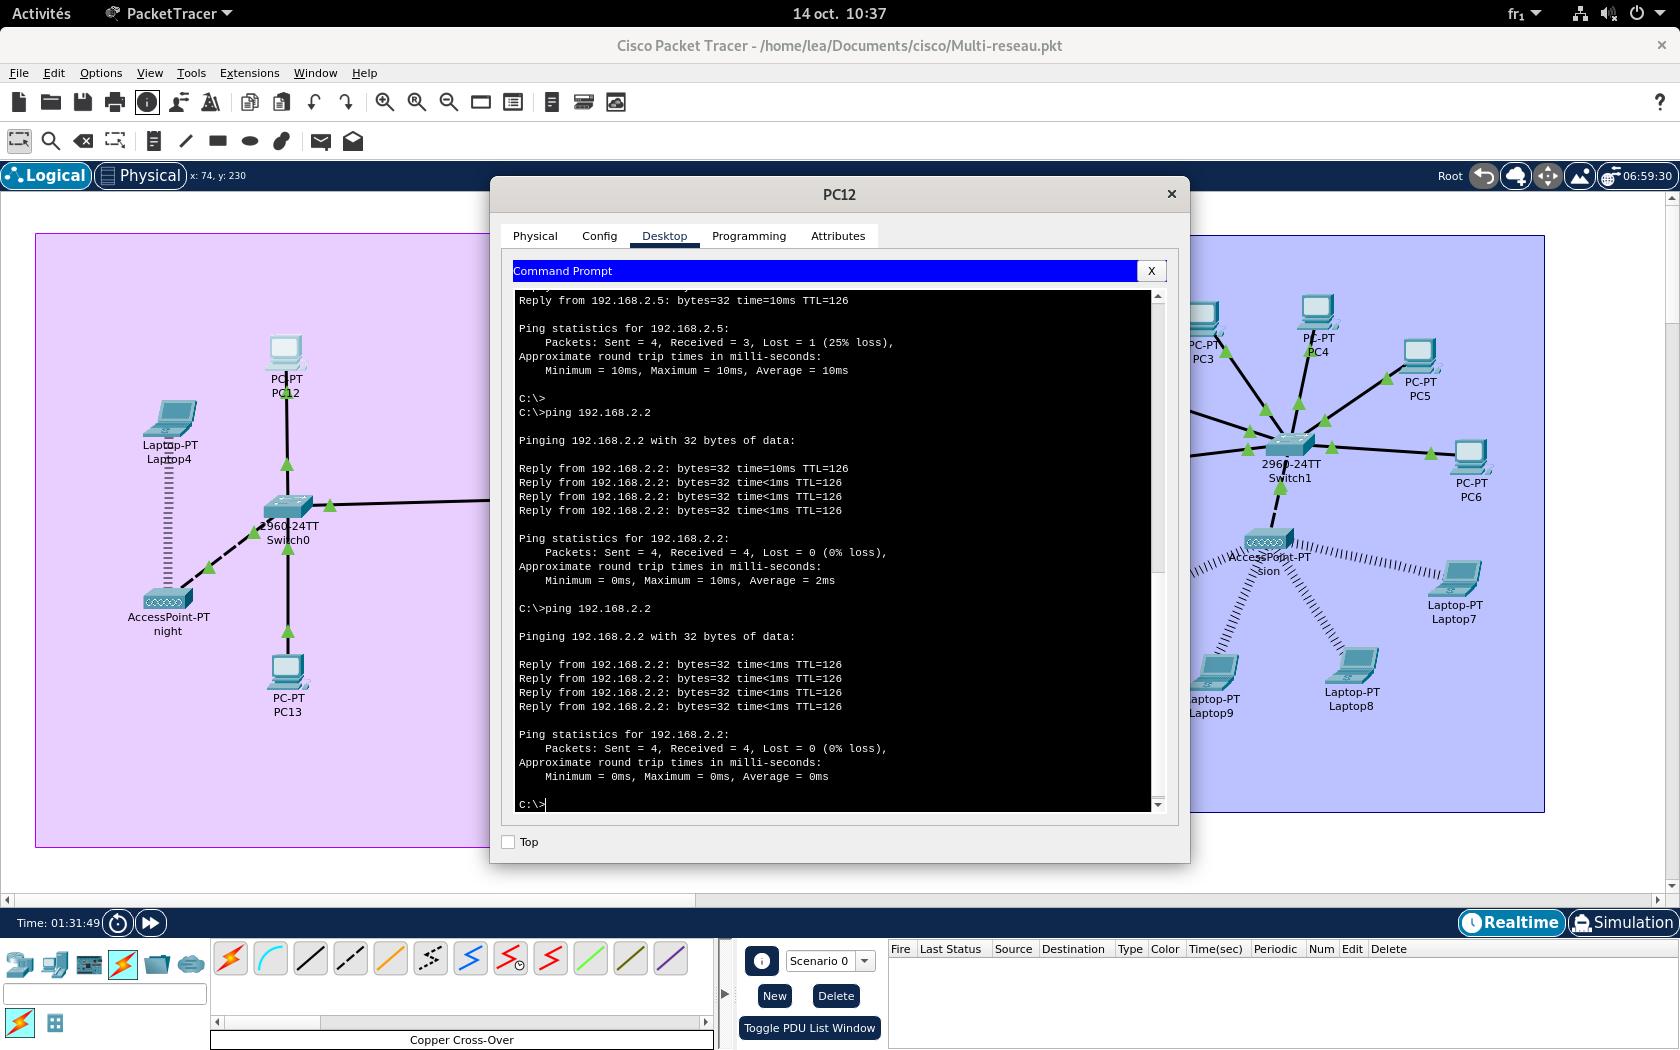 Activités PacketTracer 14 oct. 10:37 fr₁
Cisco Packet Tracer - /home/lea/Documents/cisco/Multi-reseau.pkt
File Edit Options View Tools Extensions Window Help
Logical Physical x: 74, y: 230 Root 06:59:30
PC12
Physical Config Desktop Programming Attributes
Command Prompt X
Reply from 192.168.2.5: bytes=32 time=10ms TTL=126
Ping statistics for 192.168.2.5:
Packets: Sent = 4, Received = 3, Lost = 1 (25% loss),
Approximate round trip times in milli-seconds:
Minimum = 10ms, Maximum = 10ms, Average = 10ms
C:\>
C:\>ping 192.168.2.2
Pinging 192.168.2.2 with 32 bytes of data:
Reply from 192.168.2.2: bytes=32 time=10ms TTL=126
Reply from 192.168.2.2: bytes=32 time<1ms TTL=126
Reply from 192.168.2.2: bytes=32 time<1ms TTL=126
Reply from 192.168.2.2: bytes=32 time<1ms TTL=126
Ping statistics for 192.168.2.2:
Packets: Sent = 4, Received = 4, Lost = 0 (0% loss),
Approximate round trip times in milli-seconds:
Minimum = 0ms, Maximum = 10ms, Average = 2ms
C:\>ping 192.168.2.2
Pinging 192.168.2.2 with 32 bytes of data:
Reply from 192.168.2.2: bytes=32 time<1ms TTL=126
Reply from 192.168.2.2: bytes=32 time<1ms TTL=126
Reply from 192.168.2.2: bytes=32 time<1ms TTL=126
Reply from 192.168.2.2: bytes=32 time<1ms TTL=126
Ping statistics for 192.168.2.2:
Packets: Sent = 4, Received = 4, Lost = 0 (0% loss),
Approximate round trip times in milli-seconds:
Minimum = 0ms, Maximum = 0ms, Average = 0ms
C:\>
Top
PC-PT
PC12
Laptop-PT
Laptop4
2960-24TT
Switch0
AccessPoint-PT
night
PC-PT
PC13
PC-PT
PC3
PC-PT
PC4
PC-PT
PC5
2960-24TT
Switch1
PC-PT
PC6
AccessPoint-PT
sion
Laptop-PT
Laptop7
aptop-PT
Laptop9
Laptop-PT
Laptop8
Time: 01:31:49 Realtime Simulation
Scenario 0
New Delete
Toggle PDU List Window
Fire Last Status Source Destination Type Color Time(sec) Periodic Num Edit Delete
Copper Cross-Over